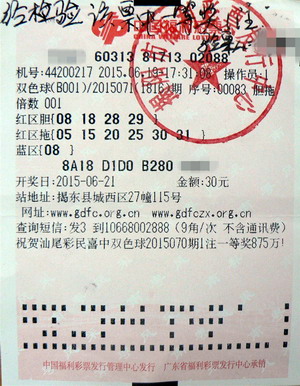 经检验该票中
60313 81713 02088
机号:44200217 2015-06- 17:31:08 操作员:1
双色球(B001)/2015071(1816)期 序号:00083 胆拖
倍数 001
红区胆{08 18 28 29 }
红区拖{05 15 20 25 30 31 }
蓝区{08 }
8A18 D1D0 B280
开奖日:2015-06-21 金额:30元
站地址:揭东县城西区27幢115号
网址:www.gdfc.org.cn www.gdfczx.org.cn
查询短信:发3 到10668002888 (9角/次 不含通讯费)
祝贺汕尾彩民喜中双色球2015070期1注一等奖875万!
中国福利彩票发行管理中心发行 广东省福利彩票发行中心承销